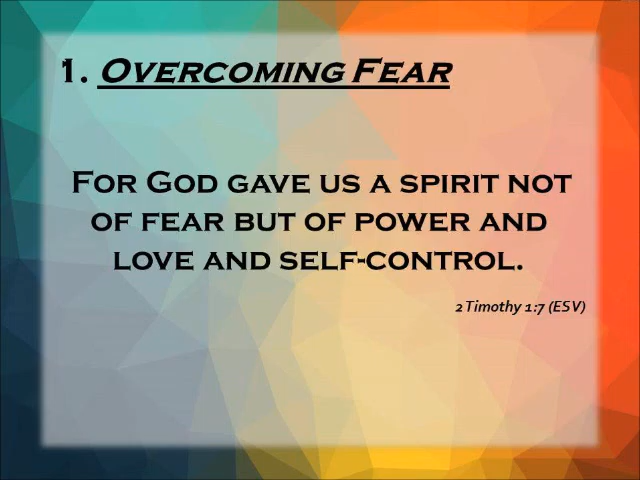 1. Overcoming Fear
For God gave us a spirit not
of fear but of power and
love and self-control.
2 Timothy 1:7 (ESV)